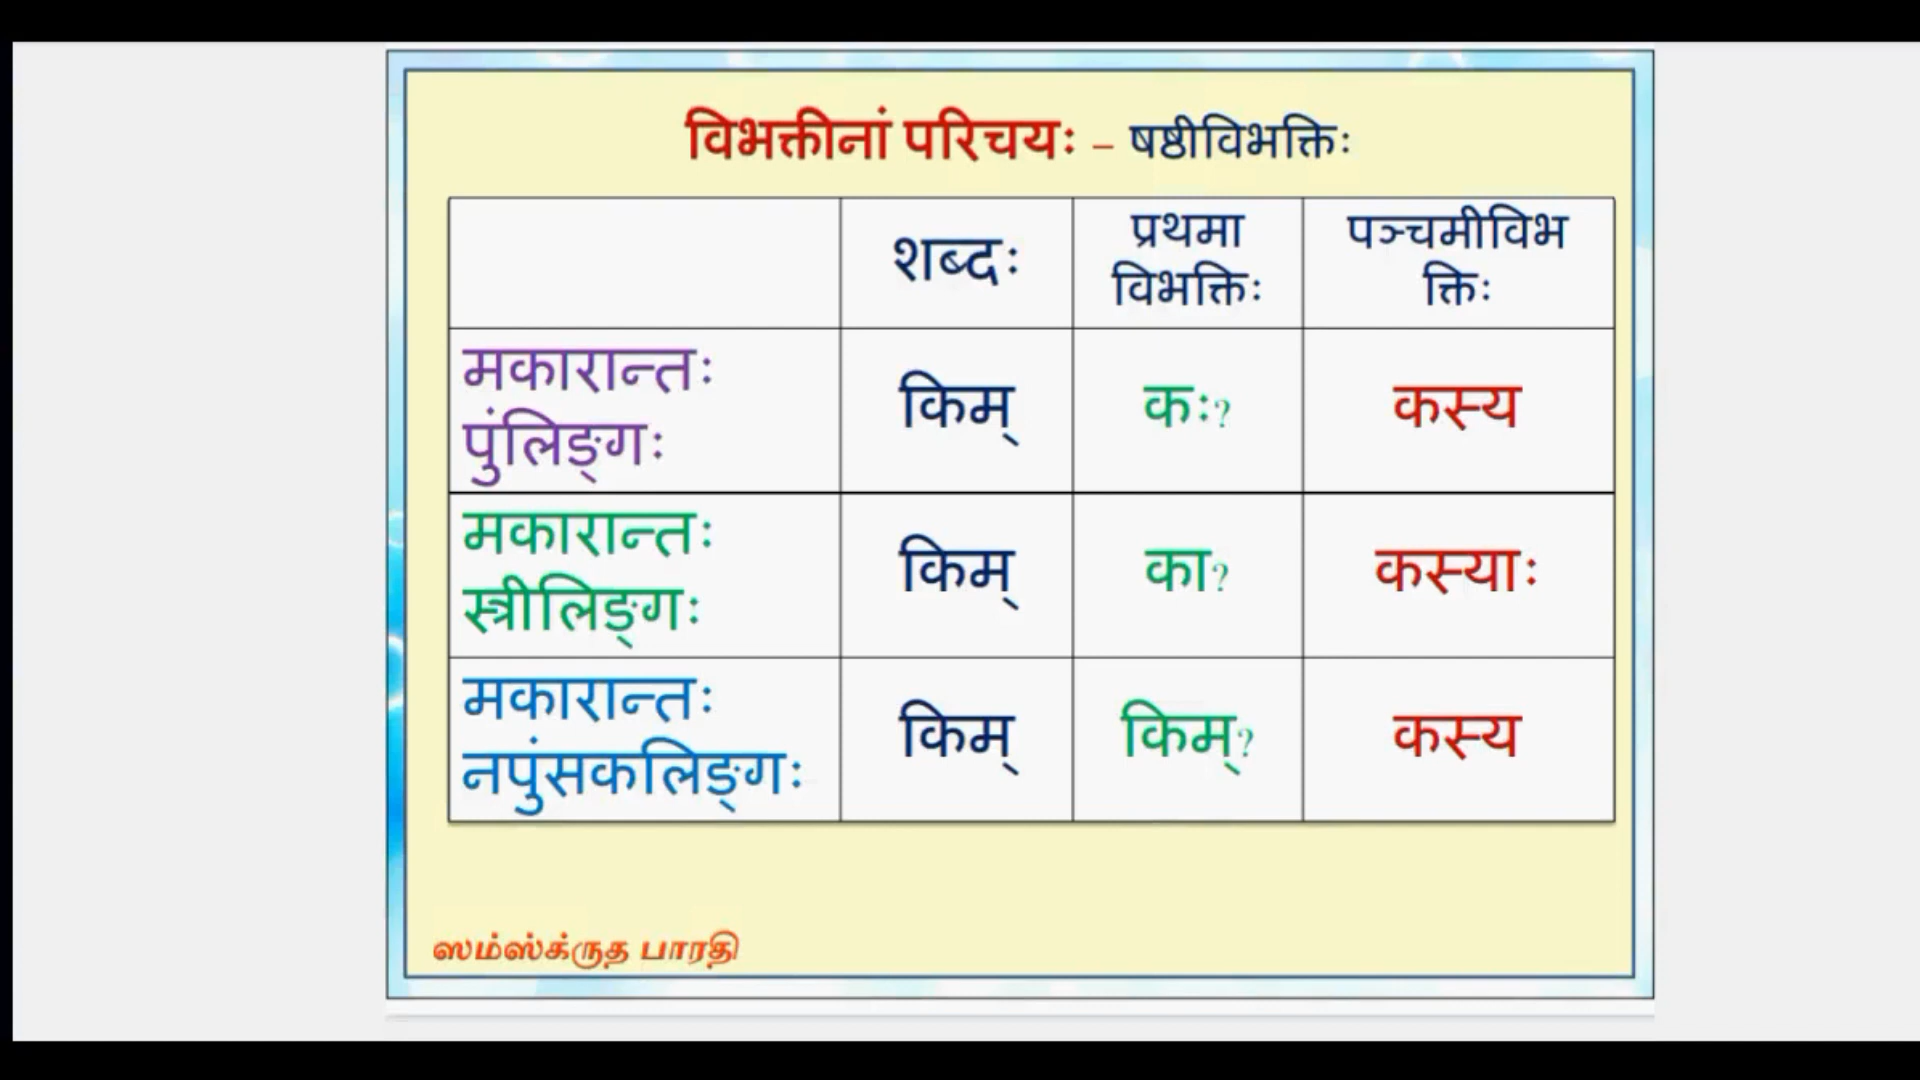 विभक्तीनां परिचयः – षष्ठीविभक्तिः
शब्दः
प्रथमा
विभक्तिः
पञ्चमीविभ
क्तिः
मकारान्तः
पुंलिङ्गः
किम्
कः?
कस्य
मकारान्तः
स्त्रीलिङ्गः
किम्
का?
कस्याः
मकारान्तः
नपुंसकलिङ्गः
किम्
किम्?
कस्य
ஸம்ஸ்க்ருத பாரதி